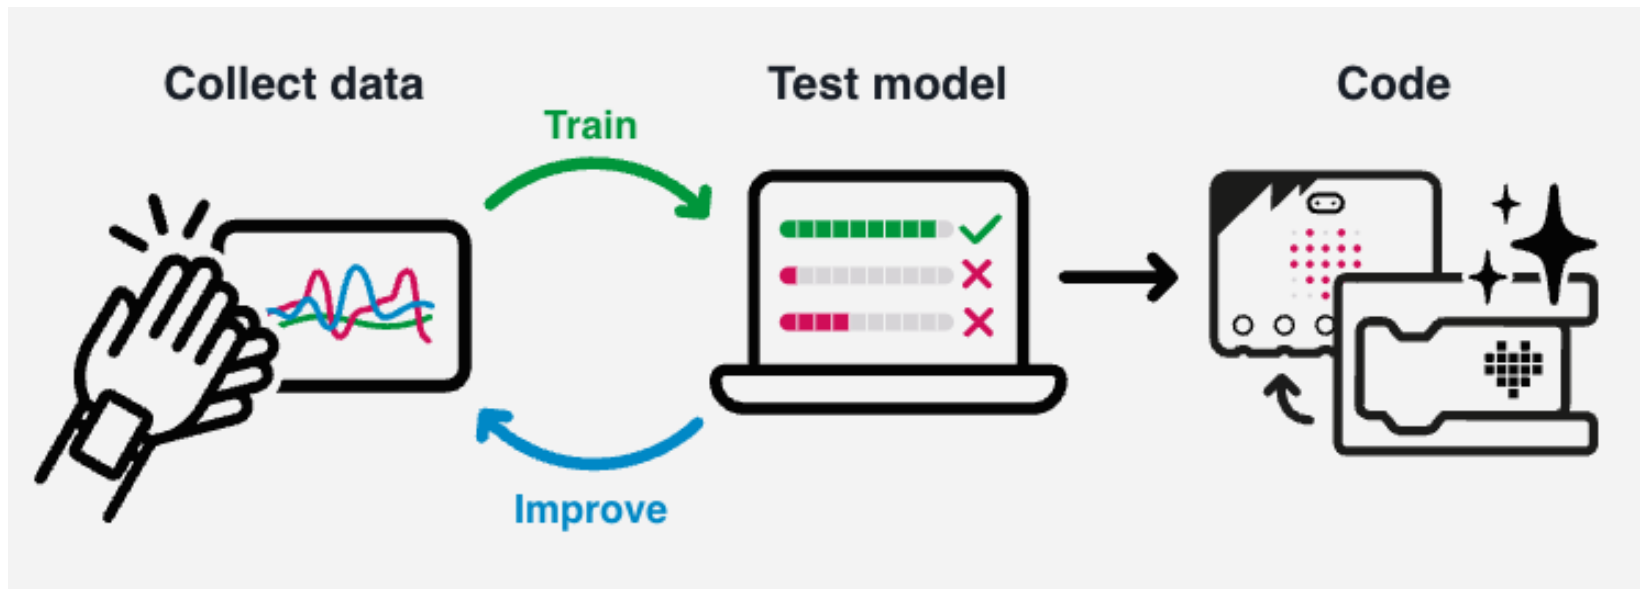 Collect data
Train
Test model
Code
Improve